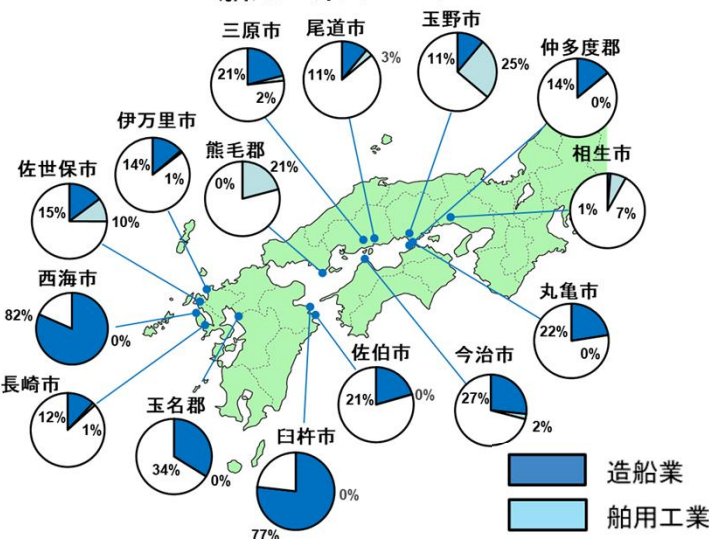 三原市
21%
2%
尾道市
11%
3%
玉野市
11%
25%
仲多度郡
14%
0%
伊万里市
14%
1%
熊毛郡
0%
21%
相生市
1%
7%
佐世保市
15%
10%
西海市
82%
0%
丸亀市
22%
0%
長崎市
12%
1%
玉名郡
34%
0%
臼杵市
77%
0%
佐伯市
21%
0%
今治市
27%
2%
造船業
舶用工業